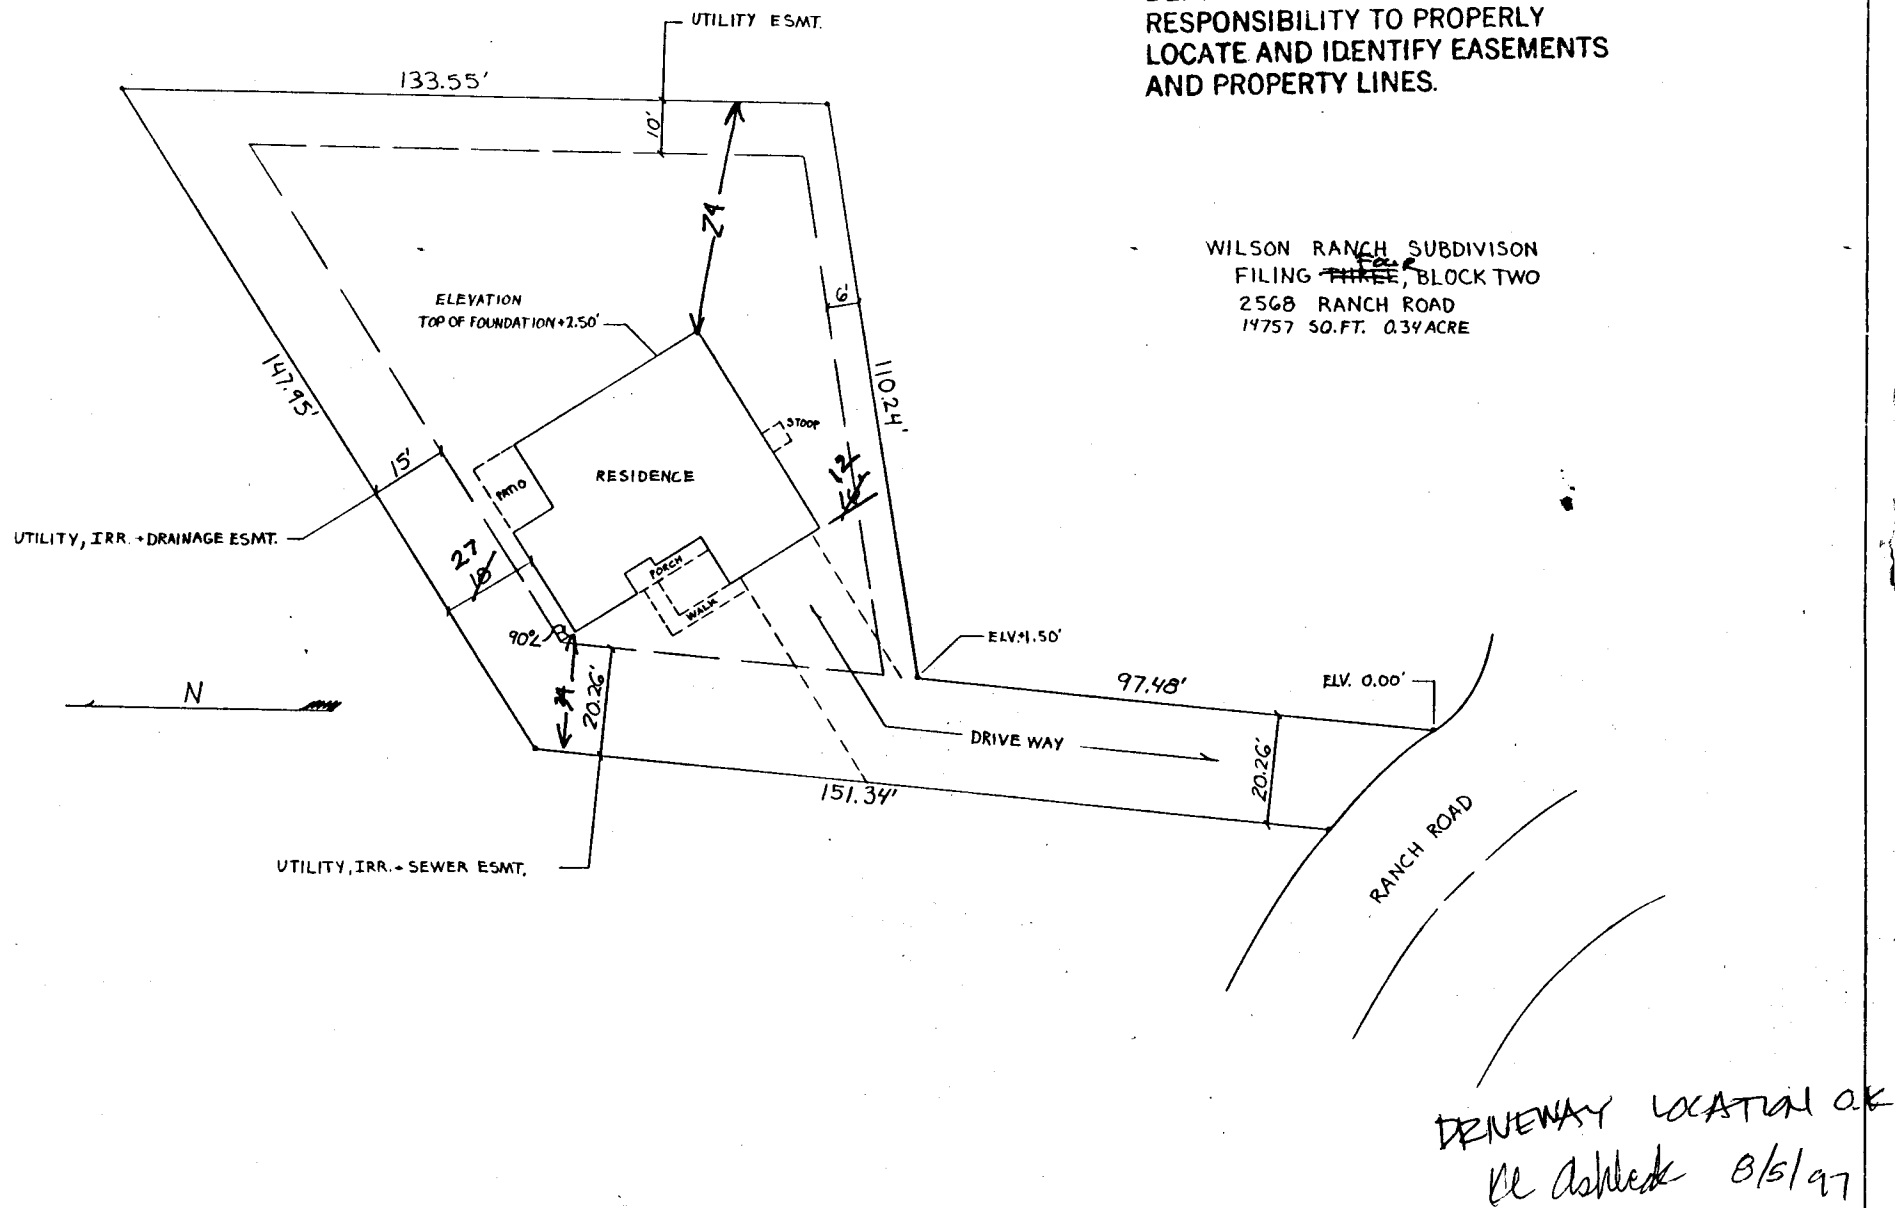 UTILITY ESMT.
RESPONSIBILITY TO PROPERLY
LOCATE AND IDENTIFY EASEMENTS
AND PROPERTY LINES.
133.55'
10'
24
WILSON RANCH SUBDIVISON
FILING THREE, FOUR BLOCK TWO
2568 RANCH ROAD
14757 SQ.FT. 0.34 ACRE
ELEVATION
TOP OF FOUNDATION +2.50'
6'
147.95'
110.24'
STOOP
15'
RESIDENCE
PATIO
12
UTILITY, IRR. + DRAINAGE ESMT.
27
18
PORCH
WALK
90°
ELV.+1.50'
N
20.26'
97.48'
ELV. 0.00'
DRIVEWAY
20.26'
151.34'
RANCH ROAD
UTILITY, IRR. + SEWER ESMT.
DRIVEWAY LOCATION O.K
8/5/97